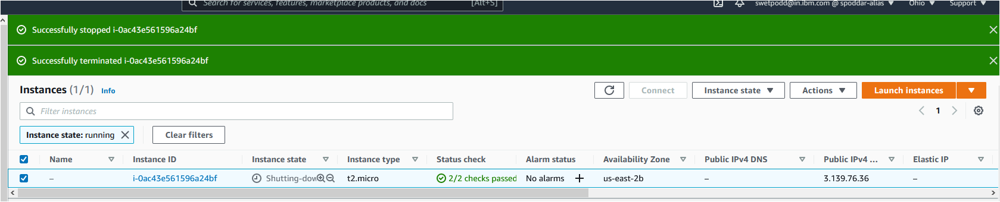 Search for services, features, marketplace products, and docs [Alt+S] swetpodd@in.ibm.com @ spoddar-alias Ohio Support
Successfully stopped i-0ac43e561596a24bf
Successfully terminated i-0ac43e561596a24bf
Instances (1/1) Info Connect Instance state Actions Launch instances
Filter instances 1
Instance state: running Clear filters
Name Instance ID Instance state Instance type Status check Alarm status Availability Zone Public IPv4 DNS Public IPv4 ... Elastic IP
– i-0ac43e561596a24bf Shutting-dow t2.micro 2/2 checks passed No alarms + us-east-2b – 3.139.76.36 –